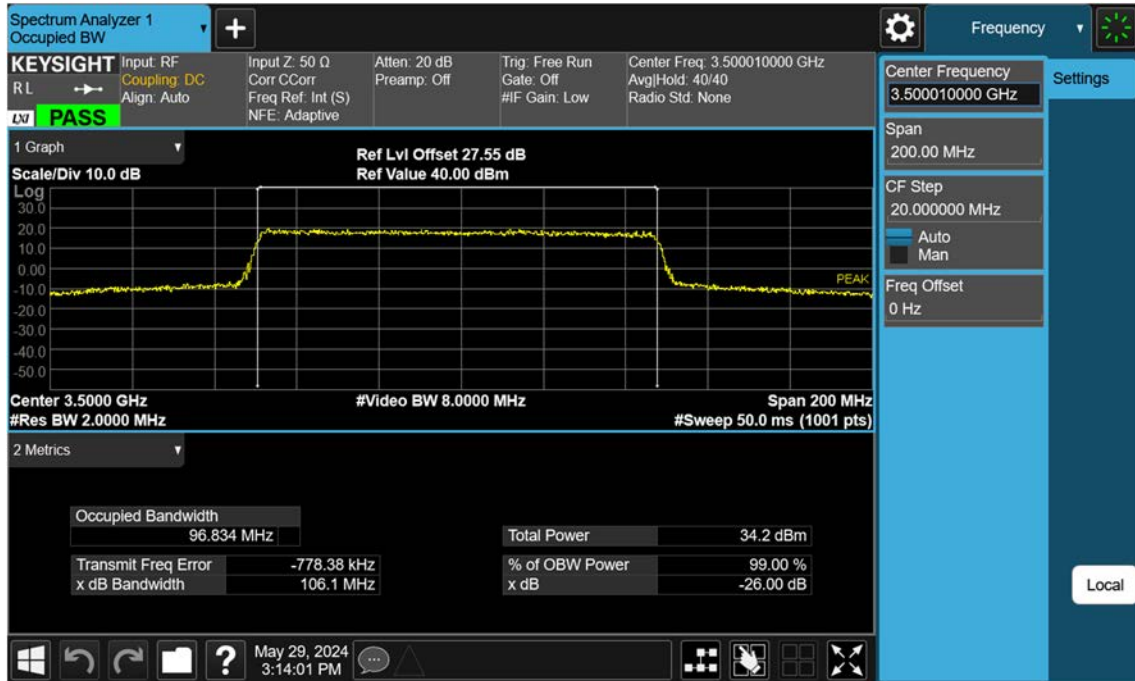 Spectrum Analyzer 1
Occupied BW
Frequency
KEYSIGHT
RL
LXI PASS
Input: RF
Coupling: DC
Align: Auto
Input Z: 50 Ω
Corr CCorr
Freq Ref: Int (S)
NFE: Adaptive
Atten: 20 dB
Preamp: Off
Trig: Free Run
Gate: Off
#IF Gain: Low
Center Freq: 3.500010000 GHz
Avg|Hold: 40/40
Radio Std: None
1 Graph
Scale/Div 10.0 dB
Ref Lvl Offset 27.55 dB
Ref Value 40.00 dBm
Log
30.0
20.0
10.0
0.00
-10.0
-20.0
-30.0
-40.0
-50.0
PEAK
Center 3.5000 GHz
#Video BW 8.0000 MHz
Span 200 MHz
#Res BW 2.0000 MHz
#Sweep 50.0 ms (1001 pts)
2 Metrics
Occupied Bandwidth
96.834 MHz
Total Power 34.2 dBm
Transmit Freq Error -778.38 kHz
% of OBW Power 99.00 %
x dB Bandwidth 106.1 MHz
x dB -26.00 dB
Center Frequency
3.500010000 GHz
Settings
Span
200.00 MHz
CF Step
20.000000 MHz
Auto
Man
Freq Offset
0 Hz
Local
?
May 29, 2024
3:14:01 PM